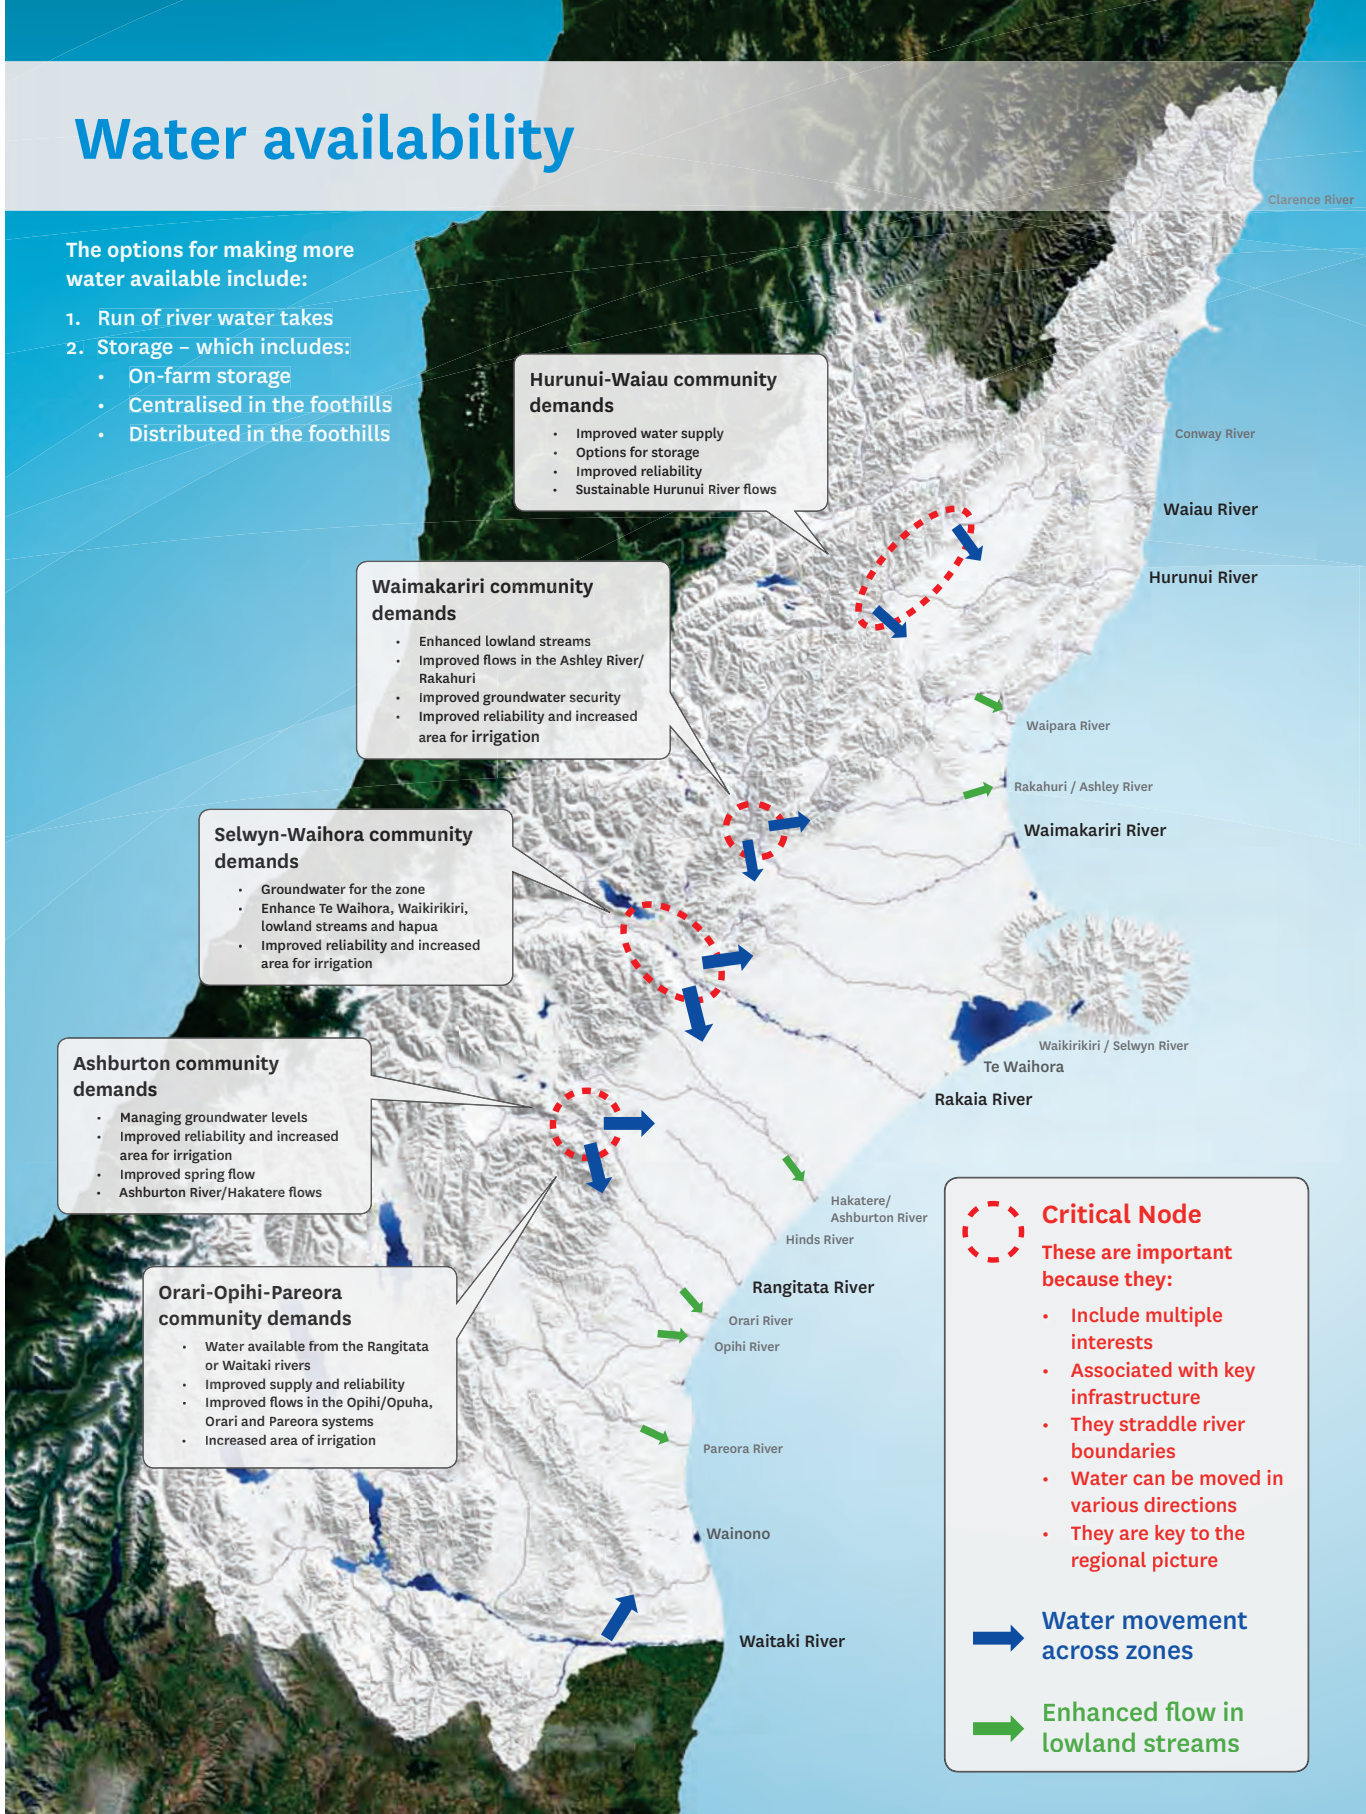 Water availability
The options for making more
water available include:
1. Run of river water takes
2. Storage – which includes:
• On-farm storage
• Centralised in the foothills
• Distributed in the foothills
Clarence River
Hurunui-Waiau community
demands
• Improved water supply
• Options for storage
• Improved reliability
• Sustainable Hurunui River flows
Conway River
Waiau River
Hurunui River
Waimakariri community
demands
• Enhanced lowland streams
• Improved flows in the Ashley River/
Rakahuri
• Improved groundwater security
• Improved reliability and increased
area for irrigation
Waipara River
Rakahuri / Ashley River
Waimakariri River
Selwyn-Waihora community
demands
• Groundwater for the zone
• Enhance Te Waihora, Waikirikiri,
lowland streams and hapua
• Improved reliability and increased
area for irrigation
Waikirikiri / Selwyn River
Te Waihora
Rakaia River
Ashburton community
demands
• Managing groundwater levels
• Improved reliability and increased
area for irrigation
• Improved spring flow
• Ashburton River/Hakatere flows
Hakatere/
Ashburton River
Hinds River
Rangitata River
Orari River
Opihi River
Orari-Opihi-Pareora
community demands
• Water available from the Rangitata
or Waitaki rivers
• Improved supply and reliability
• Improved flows in the Opihi/Opuha,
Orari and Pareora systems
• Increased area of irrigation
Pareora River
Wainono
Waitaki River
Critical Node
These are important
because they:
• Include multiple
interests
• Associated with key
infrastructure
• They straddle river
boundaries
• Water can be moved in
various directions
• They are key to the
regional picture
Water movement
across zones
Enhanced flow in
lowland streams